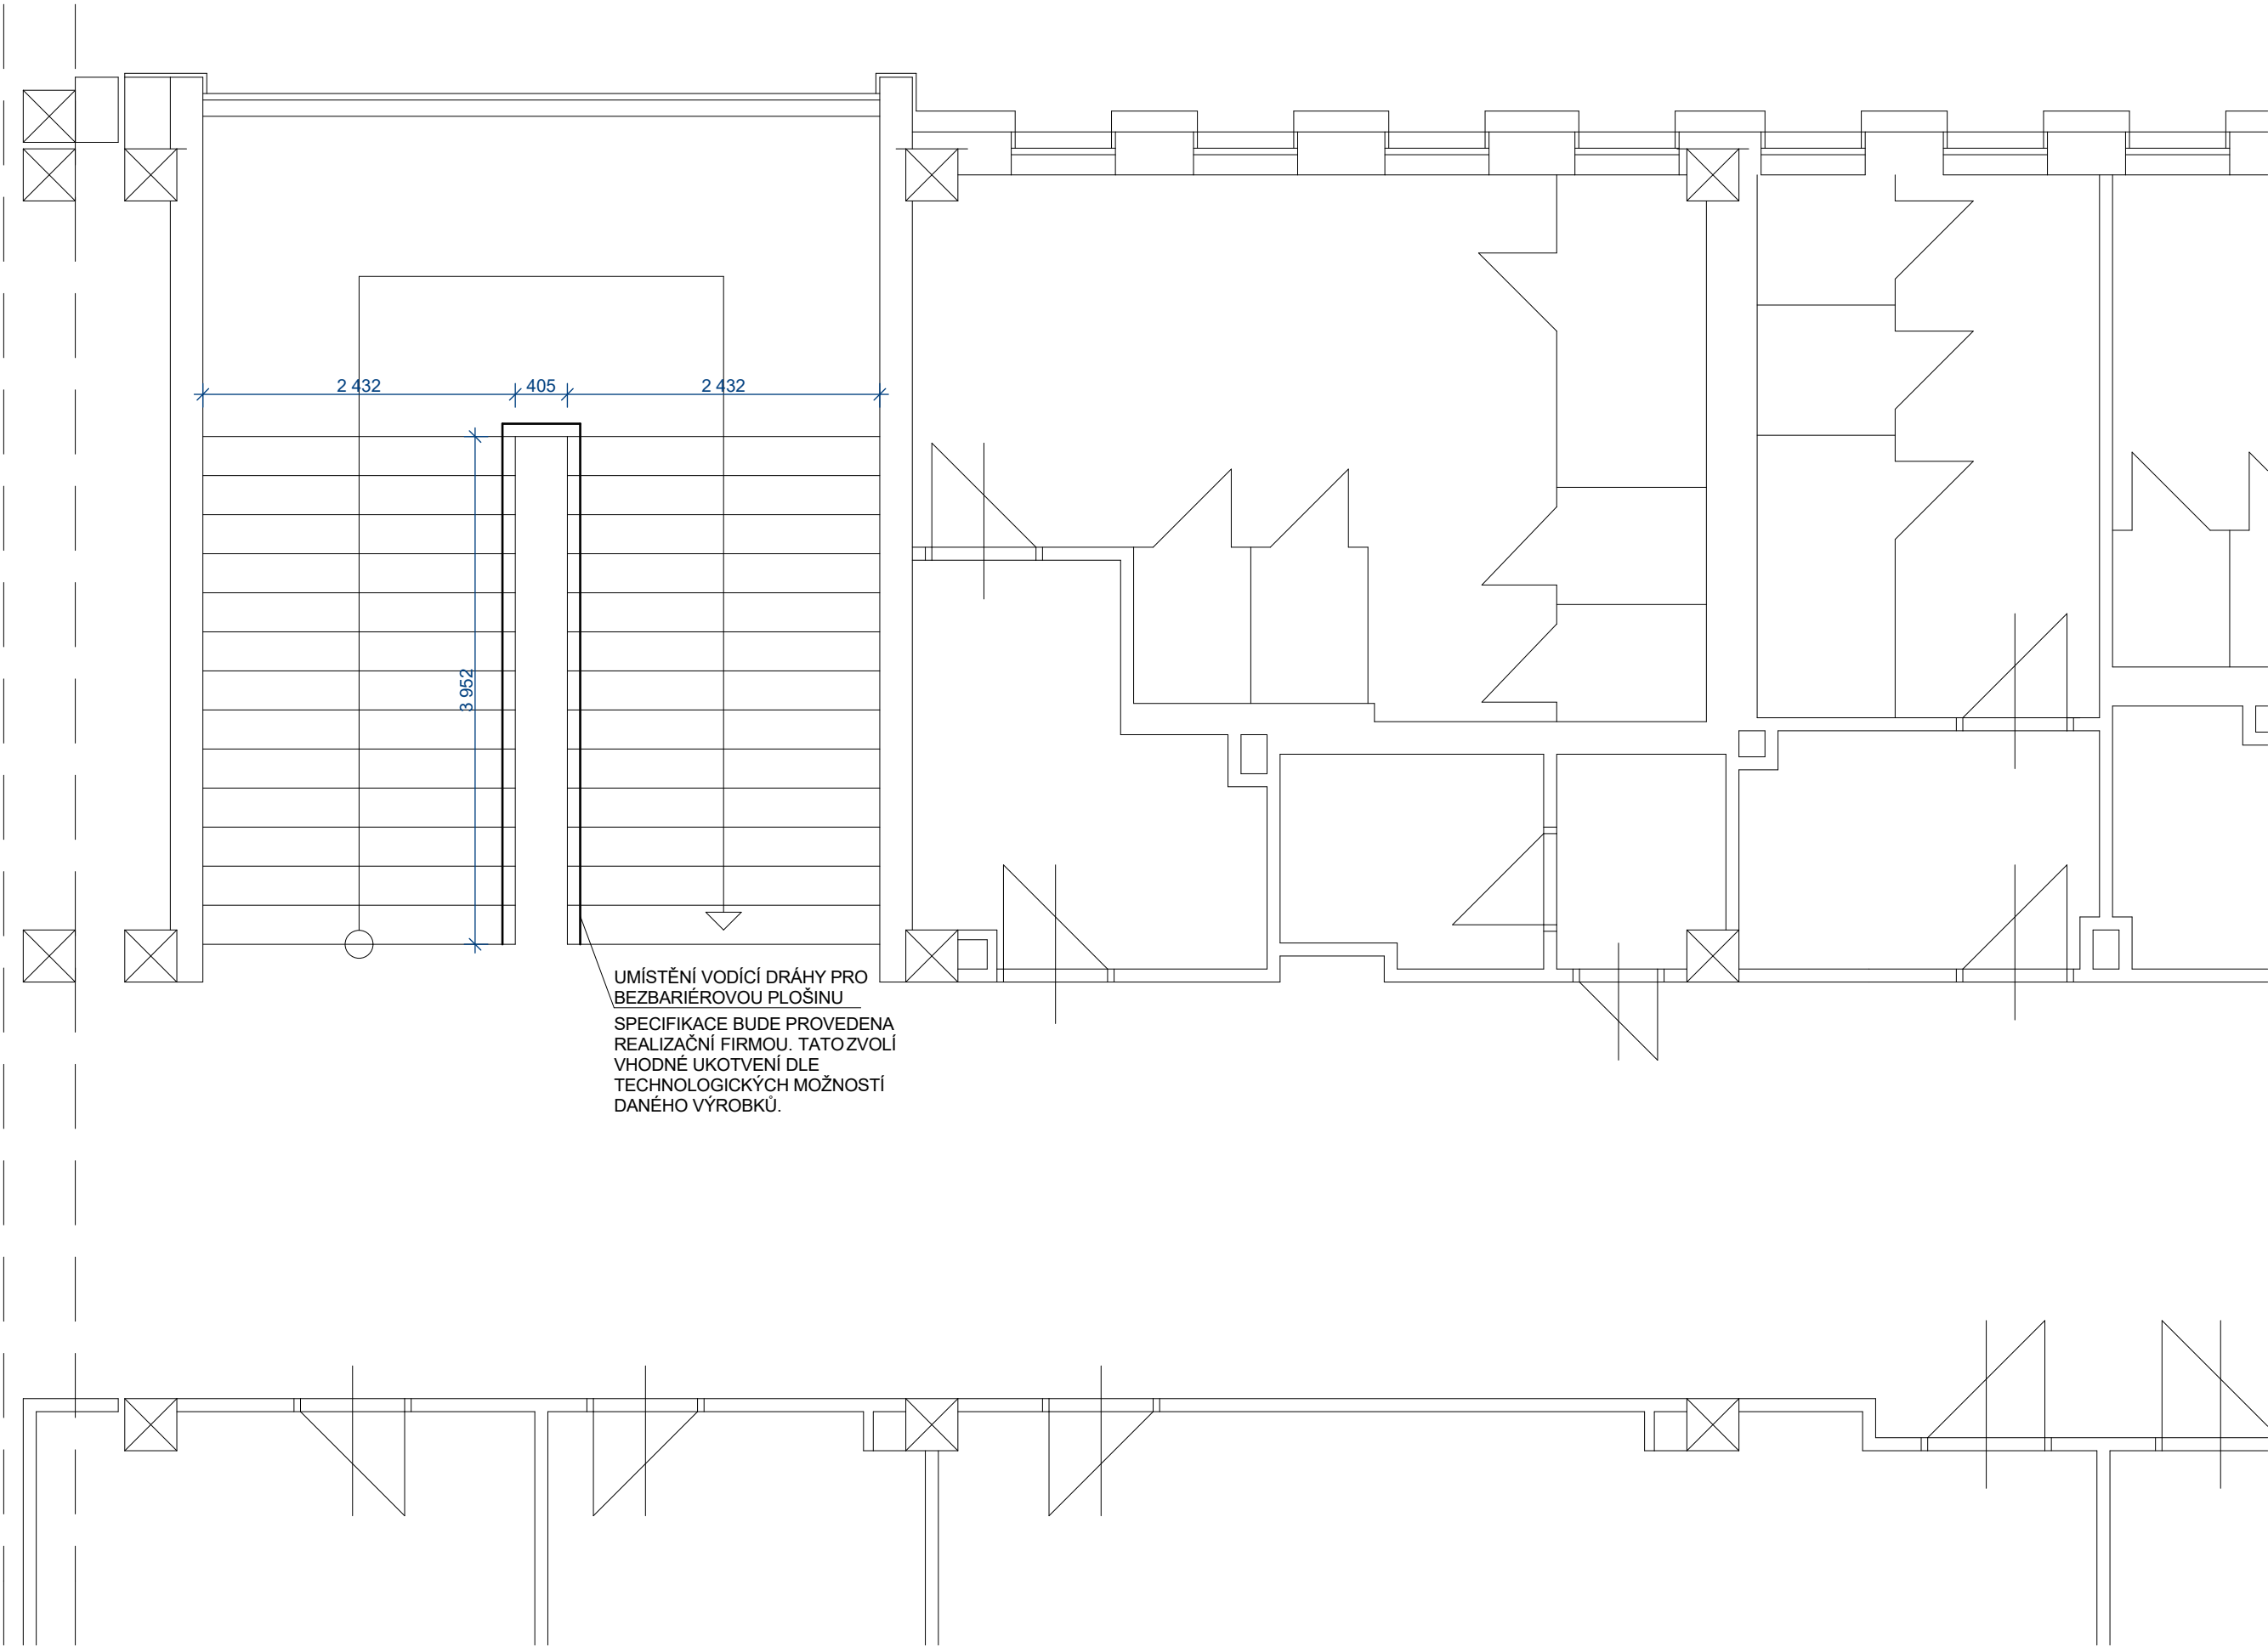 2 432
405
2 432
3 952
UMÍSTĚNÍ VODÍCÍ DRÁHY PRO
BEZBARIÉROVOU PLOŠINU
SPECIFIKACE BUDE PROVEDENA
REALIZAČNÍ FIRMOU. TATO ZVOLÍ
VHODNÉ UKOTVENÍ DLE
TECHNOLOGICKÝCH MOŽNOSTÍ
DANÉHO VÝROBKŮ.